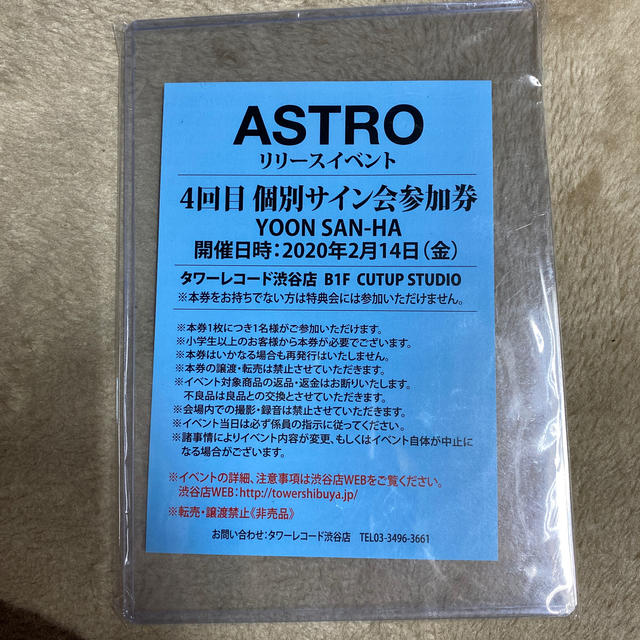 ASTRO
リリースイベント
4回目 個別サイン会参加券
YOON SAN-HA
開催日時：2020年2月14日（金）
タワーレコード渋谷店 B1F CUTUP STUDIO
※本券をお持ちでない方は特典会には参加いただけません。
※本券1枚につき1名様がご参加いただけます。
※小学生以上のお客様から本券が必要でございます。
※本券はいかなる場合も再発行はいたしません。
※本券の譲渡・転売は禁止させていただきます。
※イベント対象商品の返品・返金はお断りいたします。
不良品は良品との交換とさせていただきます。
※会場内での撮影・録音は禁止させていただきます。
※イベント当日は必ず係員の指示に従ってください。
※諸事情によりイベント内容が変更、もしくはイベント自体が中止に
なる場合がございます。
※イベントの詳細、注意事項は渋谷店WEBをご覧ください。
渋谷店WEB：http://towershibuya.jp/
※転売・譲渡禁止《非売品》
お問い合わせ：タワーレコード渋谷店 TEL03-3496-3661